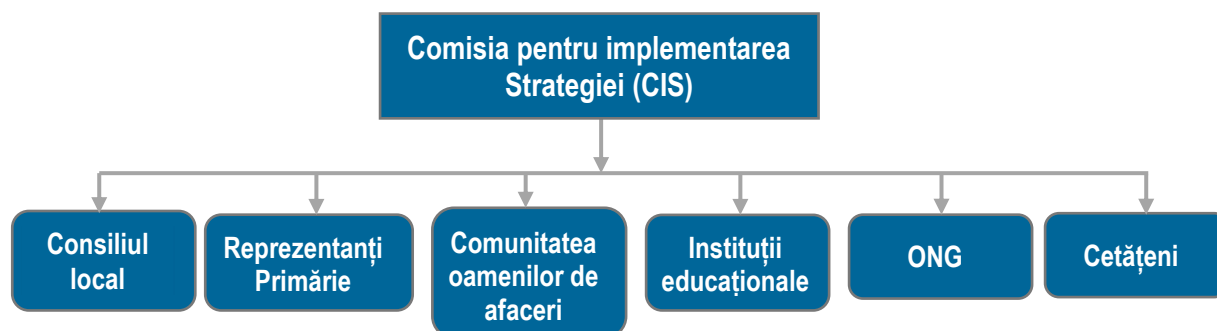 Comisia pentru implementarea
Strategiei (CIS)
Consiliul
local
Reprezentanți
Primărie
Comunitatea
oamenilor de
afaceri
Instituții
educaționale
ONG
Cetățeni